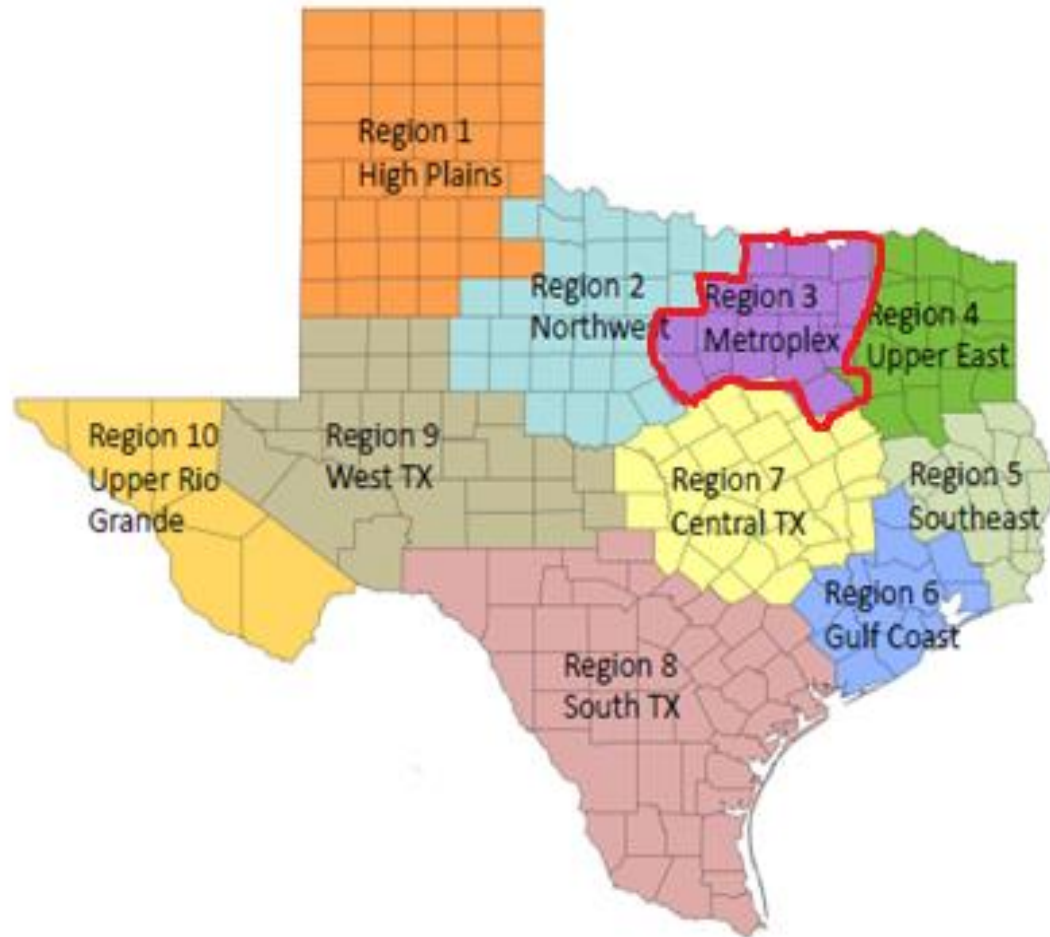 Region 1
High Plains
Region 2
Northwest
Region 3
Metroplex
Region 4
Upper East
Region 10
Upper Rio
Grande
Region 9
West TX
Region 7
Central TX
Region 5
Southeast
Region 6
Gulf Coast
Region 8
South TX